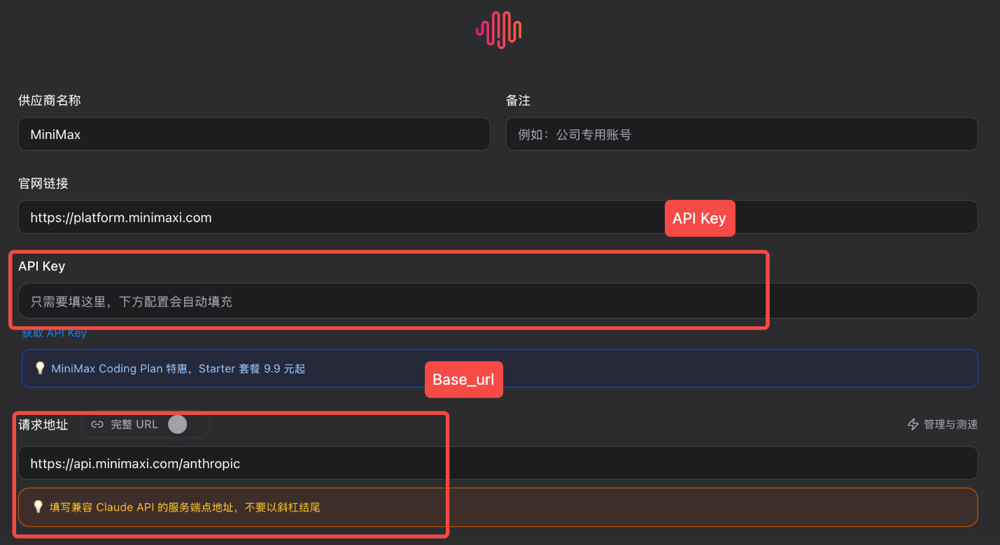 供应商名称
备注
MiniMax
例如：公司专用账号
官网链接
https://platform.minimaxi.com
API Key
API Key
只需要填这里，下方配置会自动填充
获取 API Key
💡 MiniMax Coding Plan 特惠，Starter 套餐 9.9 元起
Base_url
请求地址
完整 URL
管理与测速
https://api.minimaxi.com/anthropic
💡 填写兼容 Claude API 的服务端点地址，不要以斜杠结尾